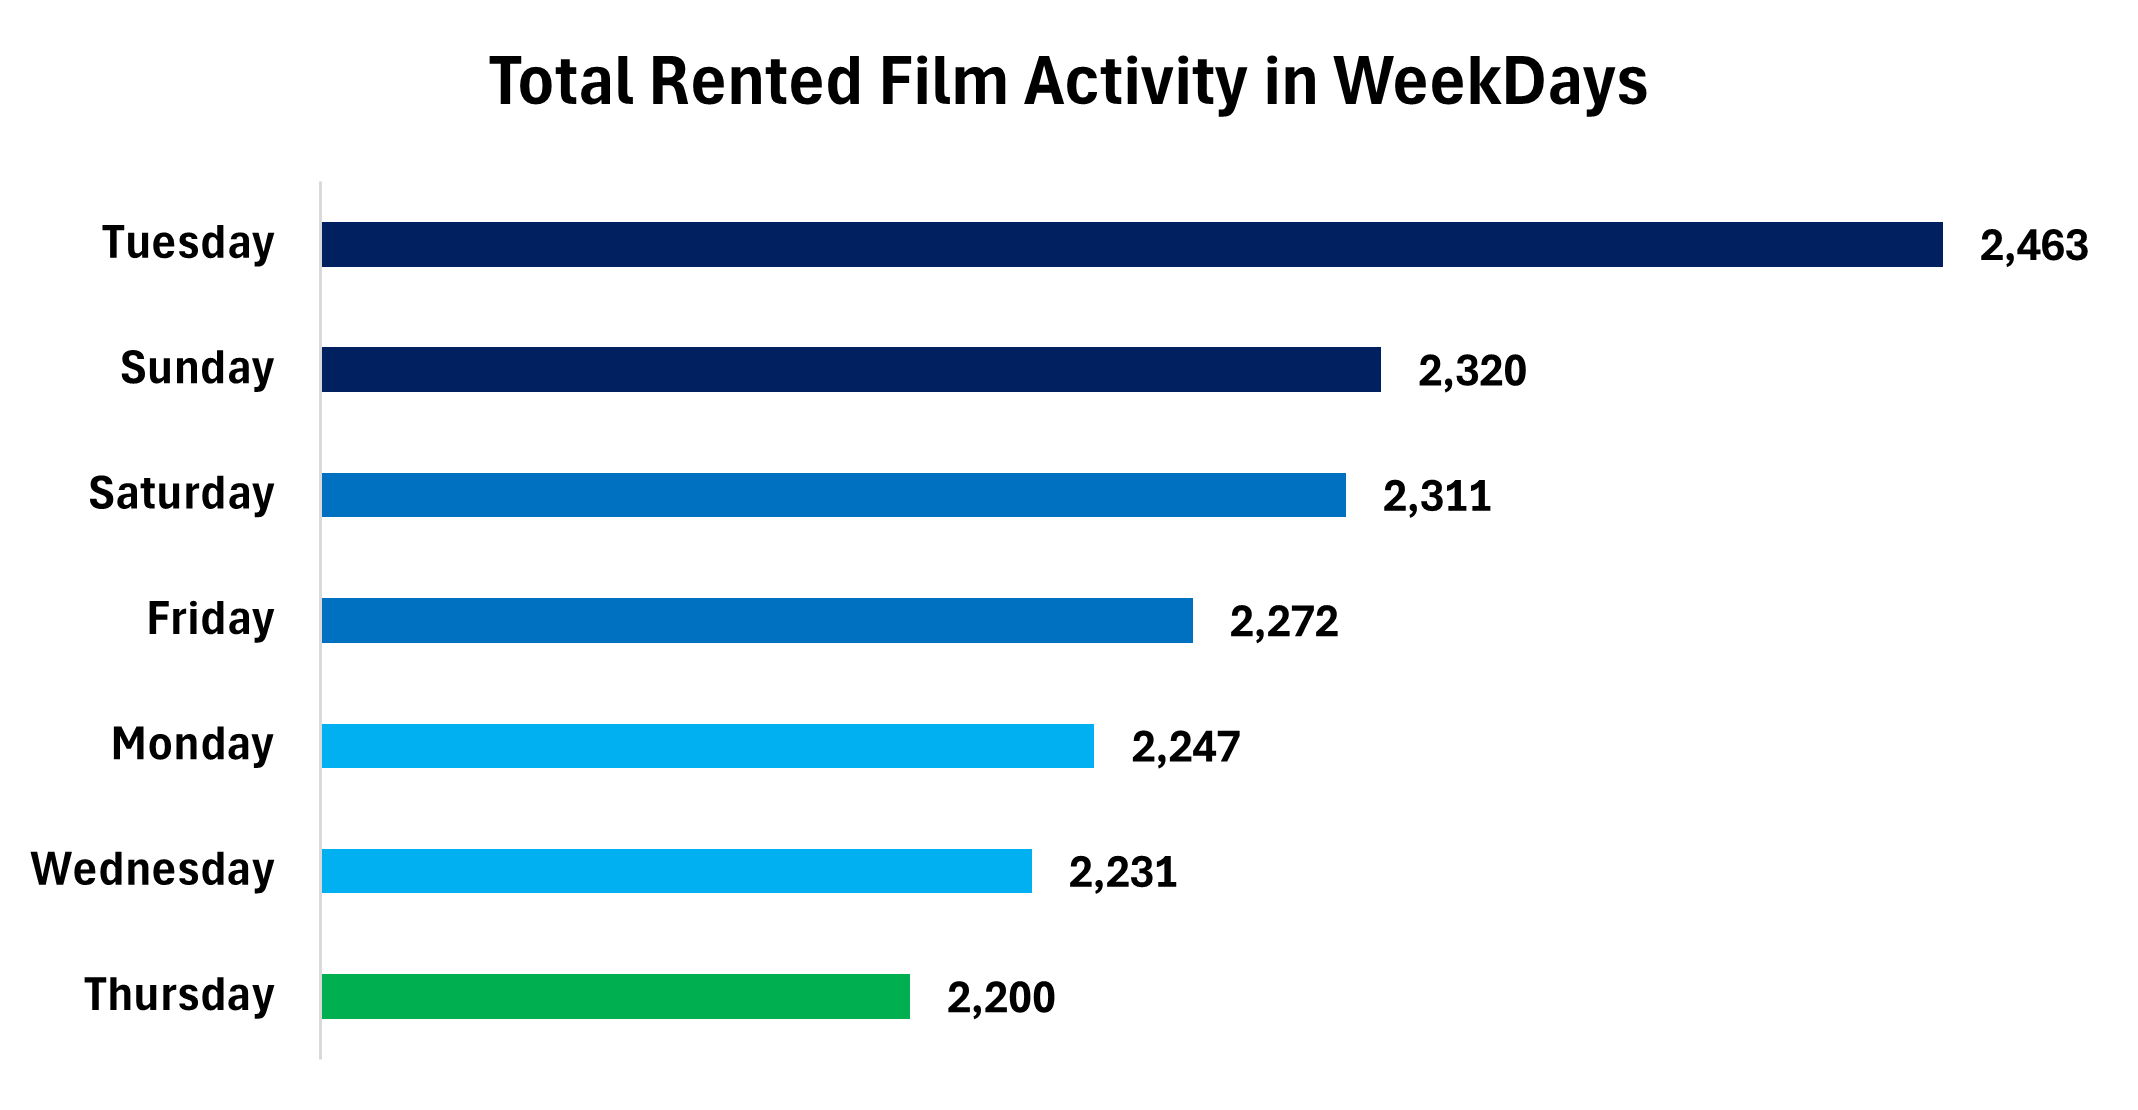 Total Rented Film Activity in WeekDays
Tuesday 2,463
Sunday 2,320
Saturday 2,311
Friday 2,272
Monday 2,247
Wednesday 2,231
Thursday 2,200